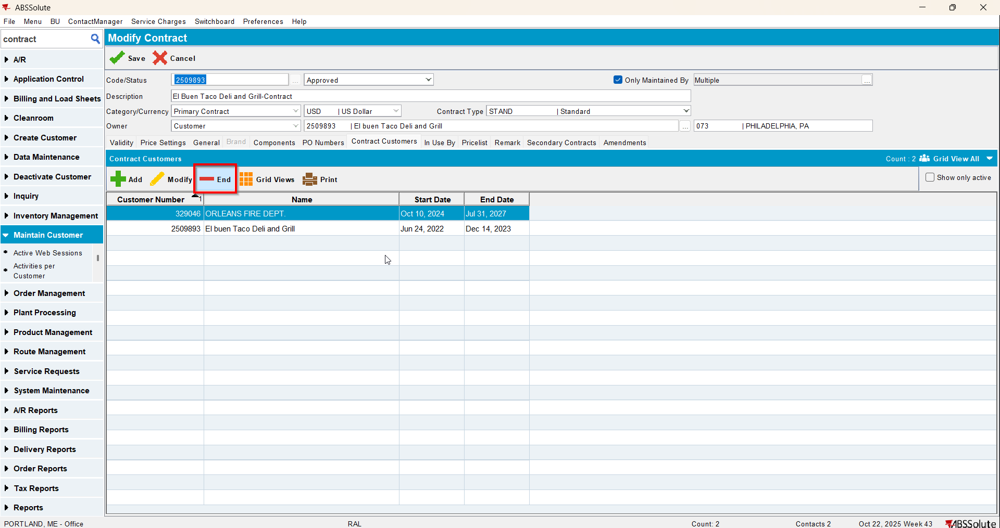 ABSSolute
File Menu BU ContactManager Service Charges Switchboard Preferences Help
contract
Modify Contract
Save Cancel
A/R
Application Control
Billing and Load Sheets
Cleanroom
Create Customer
Data Maintenance
Deactivate Customer
Inquiry
Inventory Management
Maintain Customer
Active Web Sessions
Activities per
Customer
Order Management
Plant Processing
Product Management
Route Management
Service Requests
System Maintenance
A/R Reports
Billing Reports
Delivery Reports
Order Reports
Tax Reports
Reports
Code/Status 2509893 ... Approved Only Maintained By Multiple ...
Description El Buen Taco Deli and Grill-Contract
Category/Currency Primary Contract USD | US Dollar Contract Type STAND | Standard
Owner Customer 2509893 | El buen Taco Deli and Grill ... 073 | PHILADELPHIA, PA
Validity Price Settings General Brand Components PO Numbers Contract Customers In Use By Pricelist Remark Secondary Contracts Amendments
Contract Customers Count : 2 Grid View All
Add Modify End Grid Views Print Show only active
Customer Number 1 Name Start Date End Date
329046 ORLEANS FIRE DEPT. Oct 10, 2024 Jul 31, 2027
2509893 El buen Taco Deli and Grill Jun 24, 2022 Dec 14, 2023
PORTLAND, ME - Office RAL Count: 2 Contacts 2 Oct 22, 2025 Week 43 ABSSolute